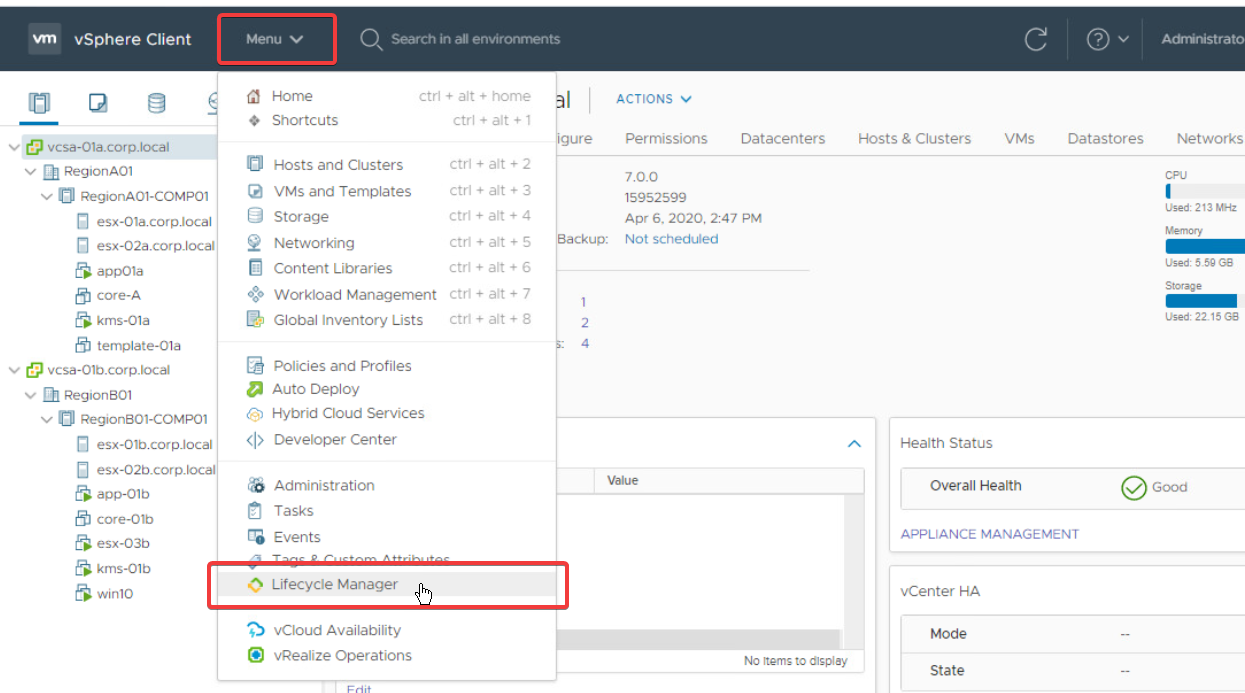 vm vSphere Client Menu Search in all environments Administrato
Home ctrl + alt + home
Shortcuts ctrl + alt + 1
Hosts and Clusters ctrl + alt + 2
VMs and Templates ctrl + alt + 3
Storage ctrl + alt + 4
Networking ctrl + alt + 5
Content Libraries ctrl + alt + 6
Workload Management ctrl + alt + 7
Global Inventory Lists ctrl + alt + 8
Policies and Profiles
Auto Deploy
Hybrid Cloud Services
Developer Center
Administration
Tasks
Events
Tags & Custom Attributes
Lifecycle Manager
vCloud Availability
vRealize Operations
vcsa-01a.corp.local
RegionA01
RegionA01-COMP01
esx-01a.corp.local
esx-02a.corp.local
app01a
core-A
kms-01a
template-01a
vcsa-01b.corp.local
RegionB01
RegionB01-COMP01
esx-01b.corp.local
esx-02b.corp.local
app-01b
core-01b
esx-03b
kms-01b
win10
al ACTIONS
igure Permissions Datacenters Hosts & Clusters VMs Datastores Networks
7.0.0
15952599
Apr 6, 2020, 2:47 PM
Backup: Not scheduled
1
2
s: 4
CPU
Used: 213 MHz
Memory
Used: 5.59 GB
Storage
Used: 22.15 GB
Value
No items to display
Edit
Health Status
Overall Health Good
APPLIANCE MANAGEMENT
vCenter HA
Mode --
State --